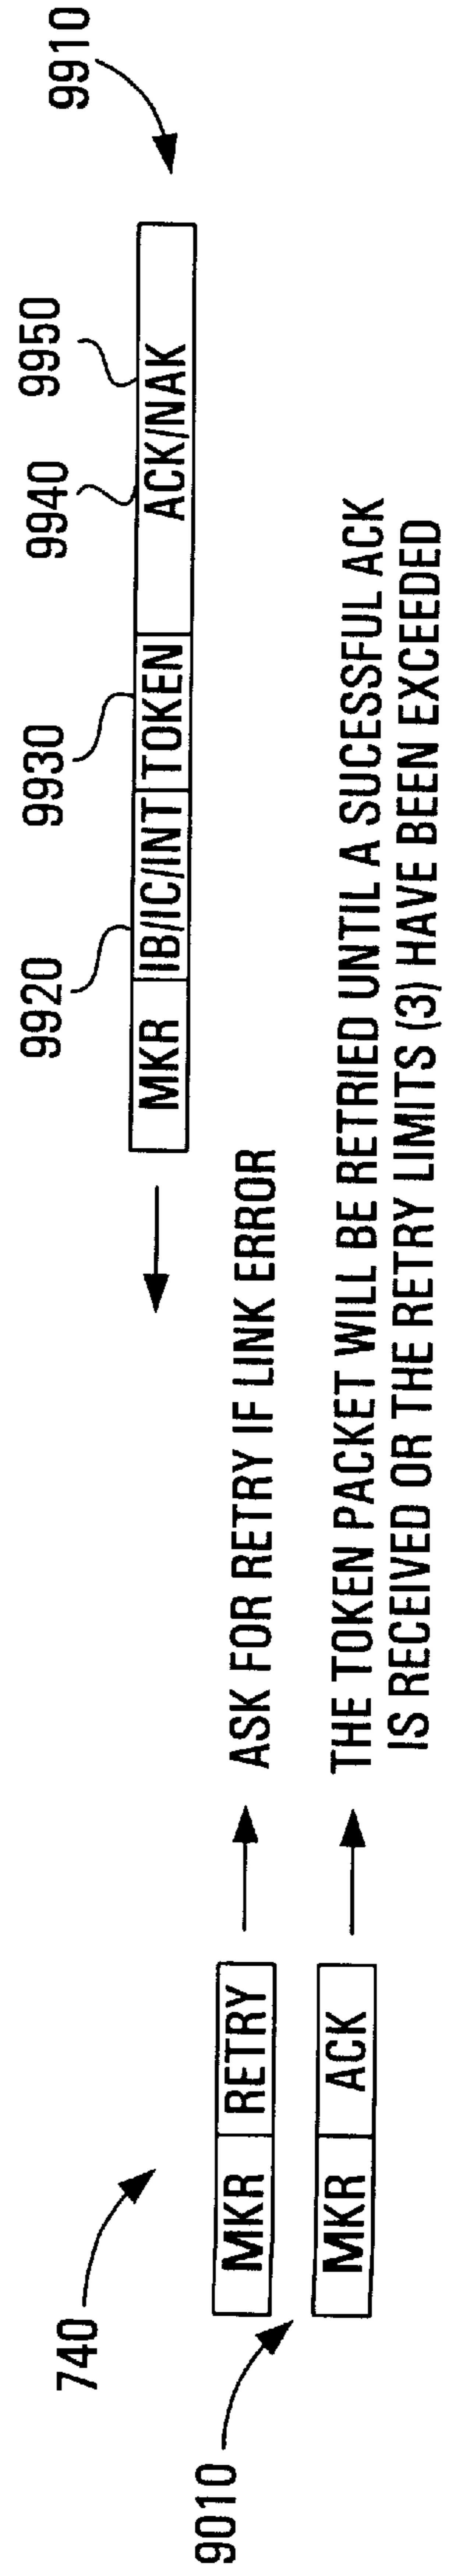 9910
9920
9930
9940
9950
MKR
IB/IC/INT
TOKEN
ACK/NAK
740
MKR
RETRY
ASK FOR RETRY IF LINK ERROR
9010
MKR
ACK
THE TOKEN PACKET WILL BE RETRIED UNTIL A SUCESSFUL ACK
IS RECEIVED OR THE RETRY LIMITS (3) HAVE BEEN EXCEEDED